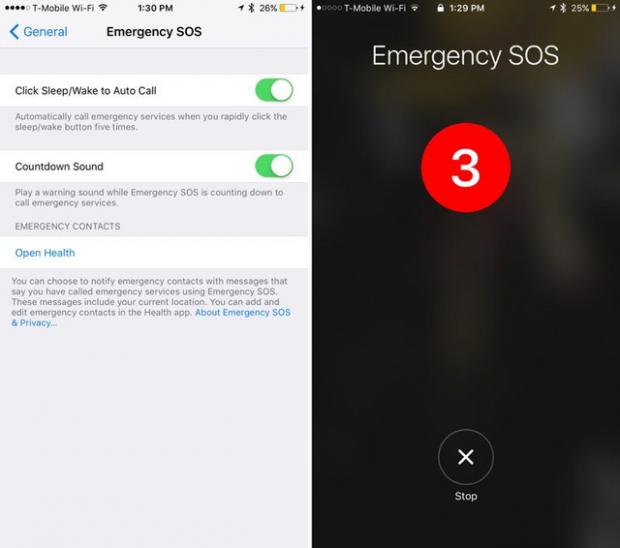 T-Mobile Wi-Fi 1:30 PM 26%
General Emergency SOS
Click Sleep/Wake to Auto Call
Automatically call emergency services when you rapidly click the
sleep/wake button five times.
Countdown Sound
Play a warning sound while Emergency SOS is counting down to
call emergency services.
EMERGENCY CONTACTS
Open Health
You can choose to notify emergency contacts with messages that
say you have called emergency services using Emergency SOS.
These messages include your current location. You can add and
edit emergency contacts in the Health app. About Emergency SOS
& Privacy...
T-Mobile Wi-Fi 1:29 PM 25%
Emergency SOS
3
Stop